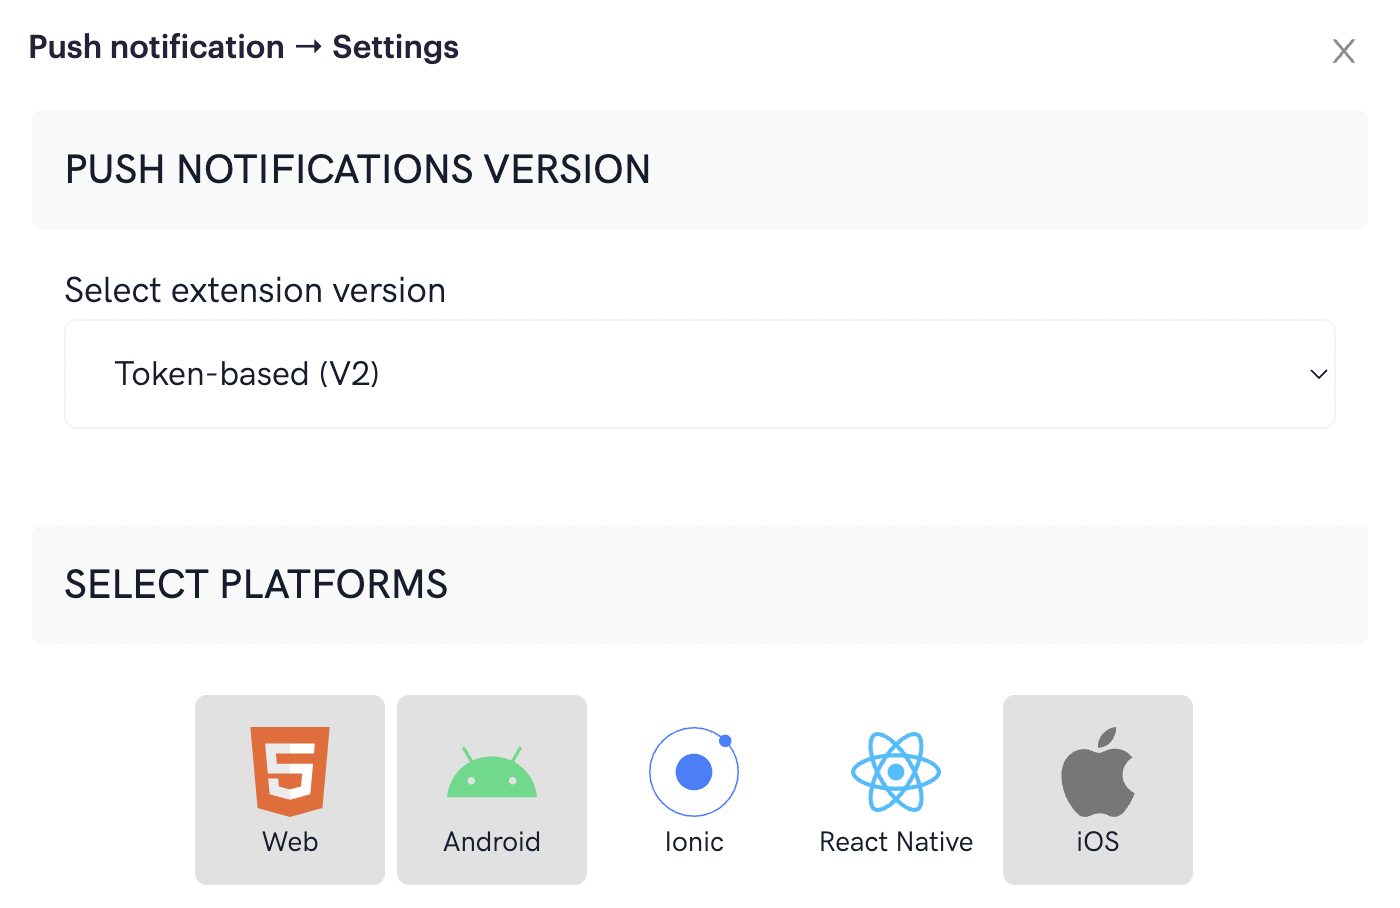 Push notification → Settings
X
PUSH NOTIFICATIONS VERSION
Select extension version
Token-based (V2)
SELECT PLATFORMS
5
Web Android Ionic React Native iOS